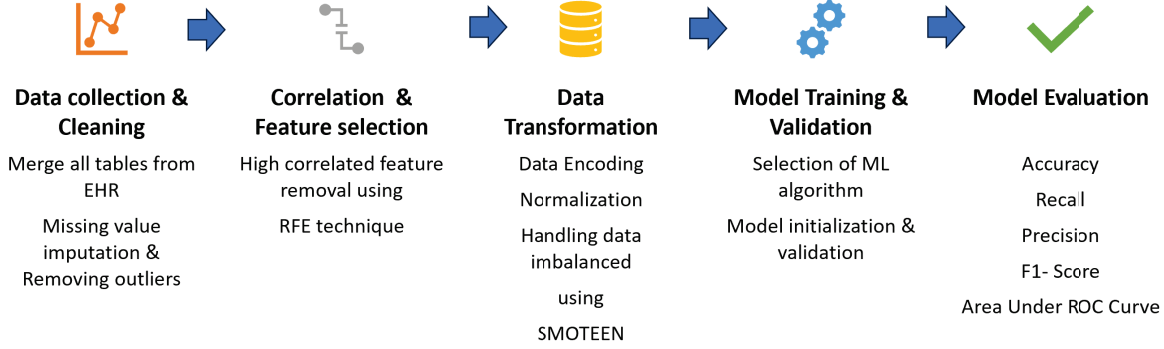 Data collection &
Cleaning
Merge all tables from
EHR
Missing value
imputation &
Removing outliers
Correlation &
Feature selection
High correlated feature
removal using
RFE technique
Data
Transformation
Data Encoding
Normalization
Handling data
imbalanced
using
SMOTEEN
Model Training &
Validation
Selection of ML
algorithm
Model initialization &
validation
Model Evaluation
Accuracy
Recall
Precision
F1- Score
Area Under ROC Curve